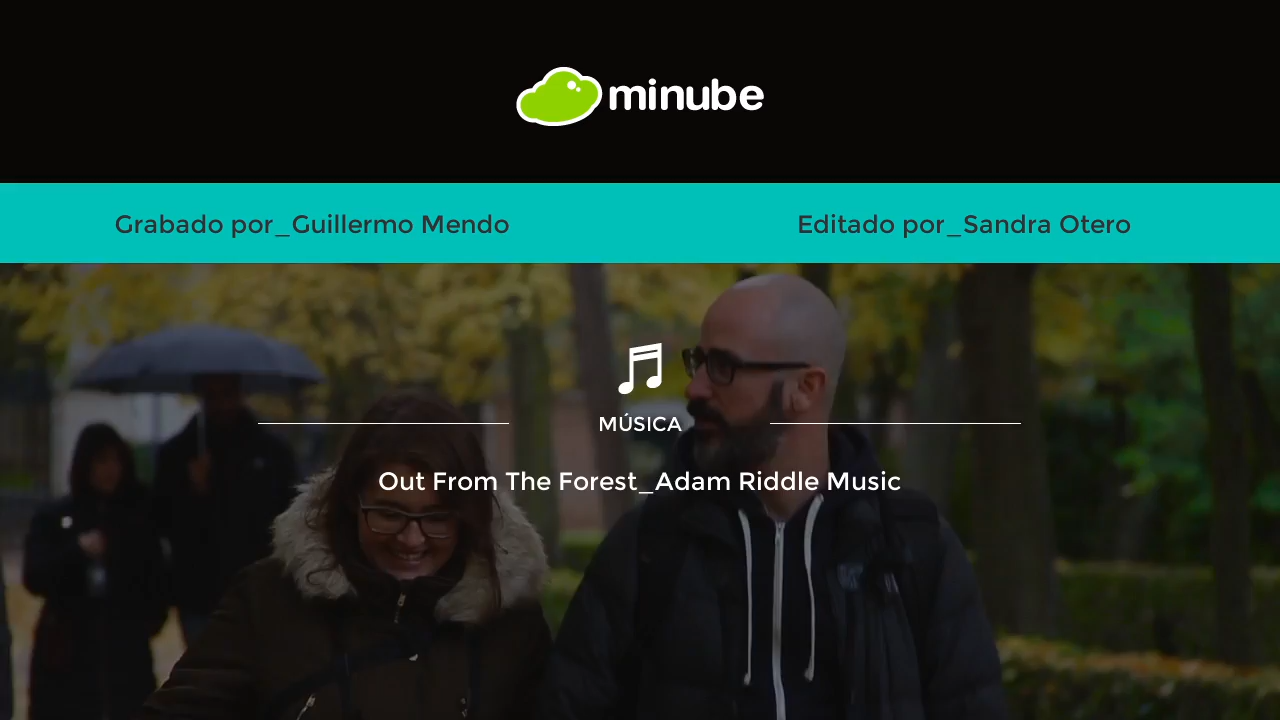 minube
Grabado por_Guillermo Mendo
Editado por_Sandra Otero
MÚSICA
Out From The Forest_Adam Riddle Music